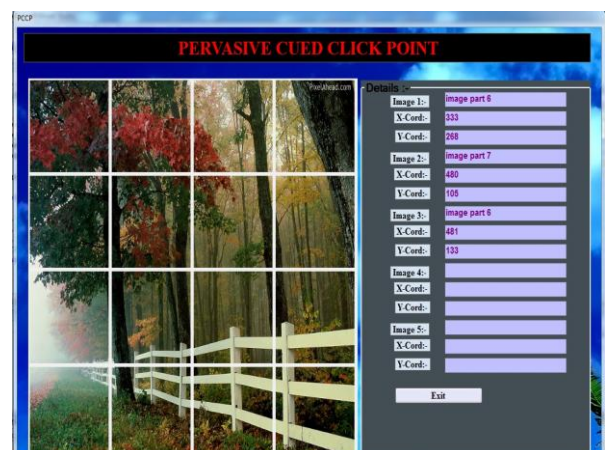 PCCP
PERVASIVE CUED CLICK POINT
PixelAhead.com
Details :-
Image 1:- image part 6
X-Cord:- 333
Y-Cord:- 268
Image 2:- image part 7
X-Cord:- 480
Y-Cord:- 105
Image 3:- image part 6
X-Cord:- 481
Y-Cord:- 133
Image 4:-
X-Cord:-
Y-Cord:-
Image 5:-
X-Cord:-
Y-Cord:-
Exit